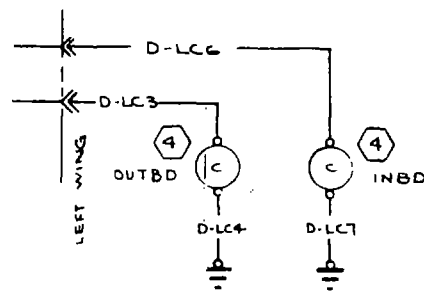 D-LC6
D-LC3
LEFT WING
4
OUTBD
C
4
C
INBD
D-LC4
D-LC7